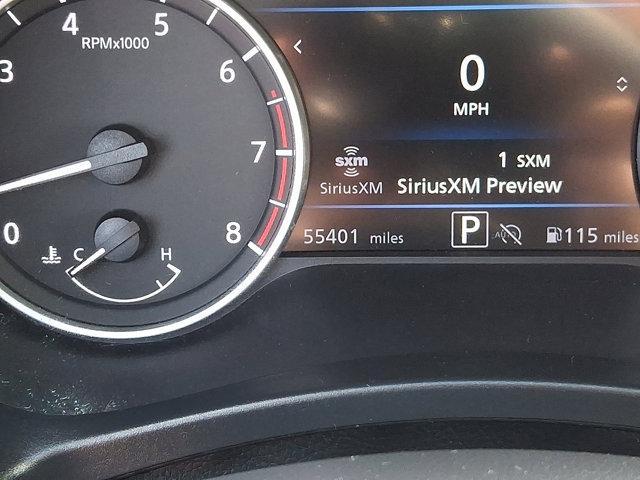 4 5
RPMx1000
3 6
7
0 8
C H
0
MPH
sxm
SiriusXM
1 SXM
SiriusXM Preview
55401 miles P 115 miles